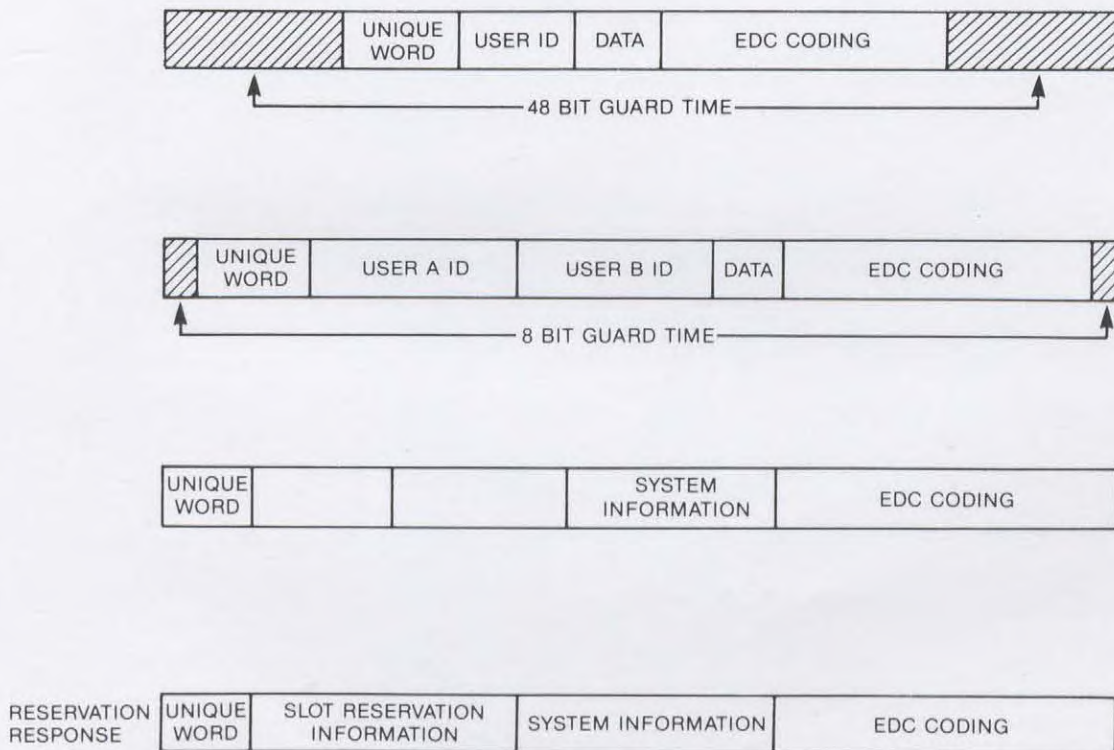 UNIQUE WORD USER ID DATA EDC CODING
48 BIT GUARD TIME
UNIQUE WORD USER A ID USER B ID DATA EDC CODING
8 BIT GUARD TIME
UNIQUE WORD SYSTEM INFORMATION EDC CODING
RESERVATION RESPONSE UNIQUE WORD SLOT RESERVATION INFORMATION SYSTEM INFORMATION EDC CODING